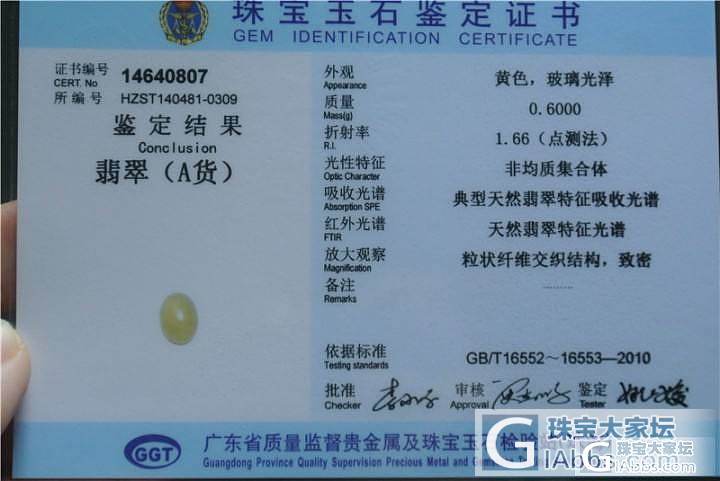 珠宝玉石鉴定证书
GEM IDENTIFICATION CERTIFICATE
证书编号 14640807
CERT. No
所编号 HZST140481-0309
鉴定结果
Conclusion
翡翠（A货）
外观 黄色，玻璃光泽
Appearance
质量 0.6000
Mass(g)
折射率 1.66（点测法）
R.I.
光性特征 非均质集合体
Optic Character
吸收光谱 典型天然翡翠特征吸收光谱
Absorption SPE
红外光谱 天然翡翠特征光谱
FTIR
放大观察 粒状纤维交织结构，致密
Magnification
备注
Remarks
依据标准 GB/T16552～16553—2010
Testing standards
批准 审核 鉴定
Checker Approval Tester
GGT
广东省质量监督贵金属及珠宝玉石检验站
Guangdong Province Quality Supervision Precious Metal and
珠宝大家坛
GIAbbs.com